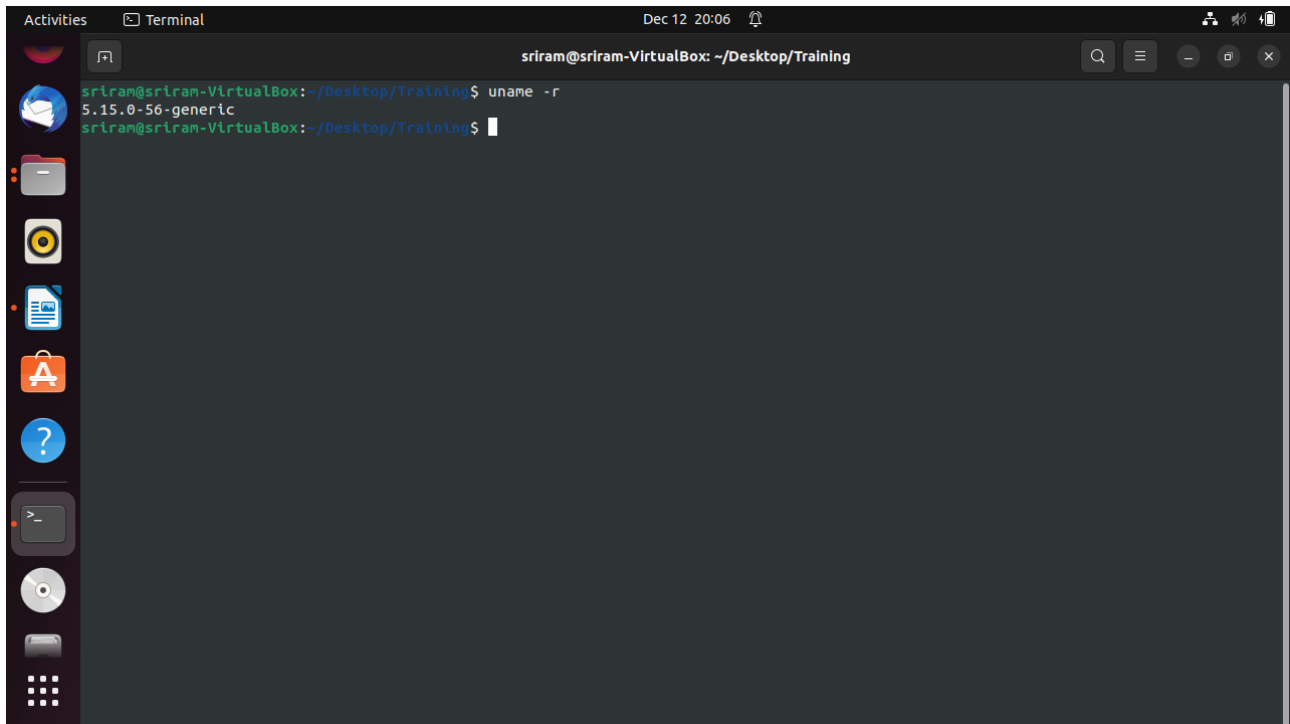 Activities Terminal Dec 12 20:06
sriram@sriram-VirtualBox: ~/Desktop/Training
sriram@sriram-VirtualBox:~/Desktop/Training$ uname -r
5.15.0-56-generic
sriram@sriram-VirtualBox:~/Desktop/Training$